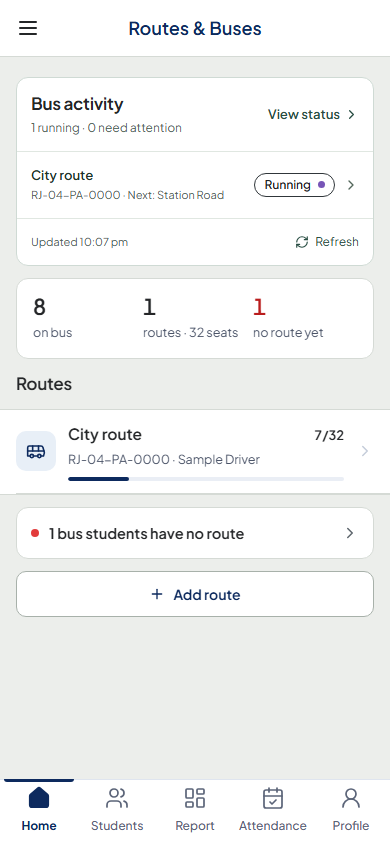 Routes & Buses
Bus activity
1 running · 0 need attention
View status
City route
RJ-04-PA-0000 · Next: Station Road
Running
Updated 10:07 pm
Refresh
8
on bus
1
routes · 32 seats
1
no route yet
Routes
City route
7/32
RJ-04-PA-0000 · Sample Driver
1 bus students have no route
+ Add route
Home
Students
Report
Attendance
Profile